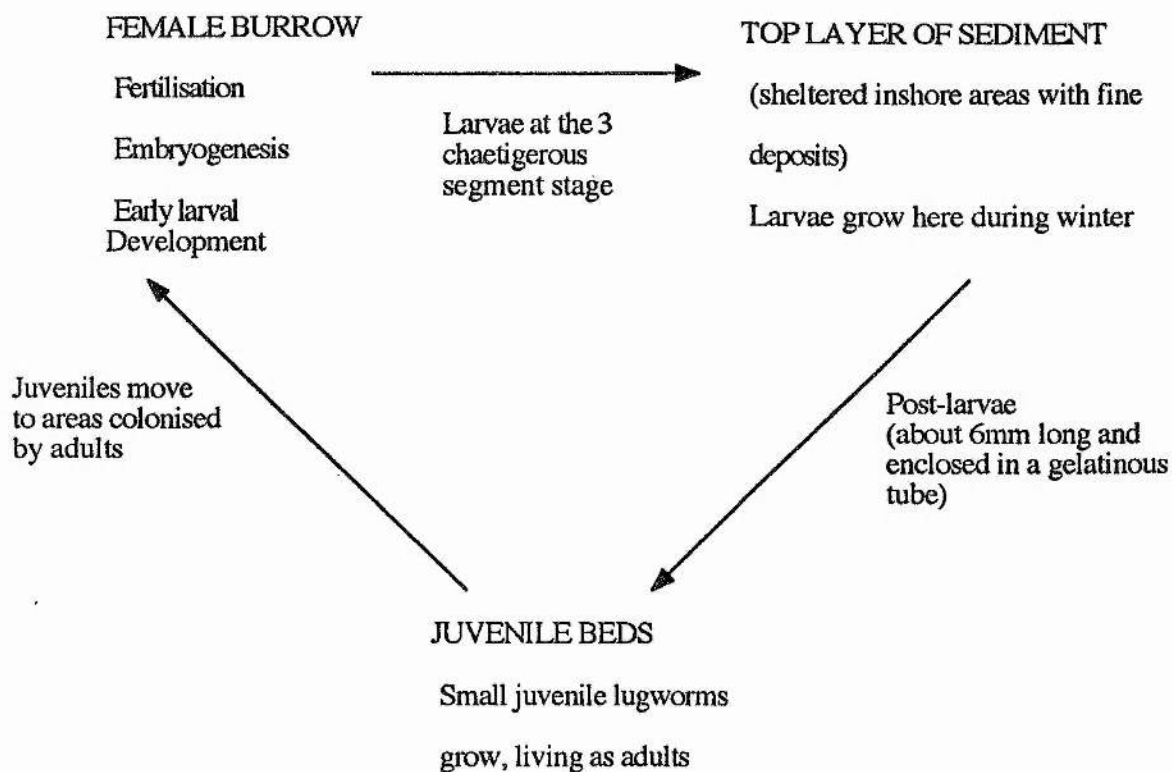 FEMALE BURROW
Fertilisation
Embryogenesis
Early larval
Development
Larvae at the 3
chaetigerous
segment stage
TOP LAYER OF SEDIMENT
(sheltered inshore areas with fine
deposits)
Larvae grow here during winter
Post-larvae
(about 6mm long and
enclosed in a gelatinous
tube)
JUVENILE BEDS
Small juvenile lugworms
grow, living as adults
Juveniles move
to areas colonised
by adults